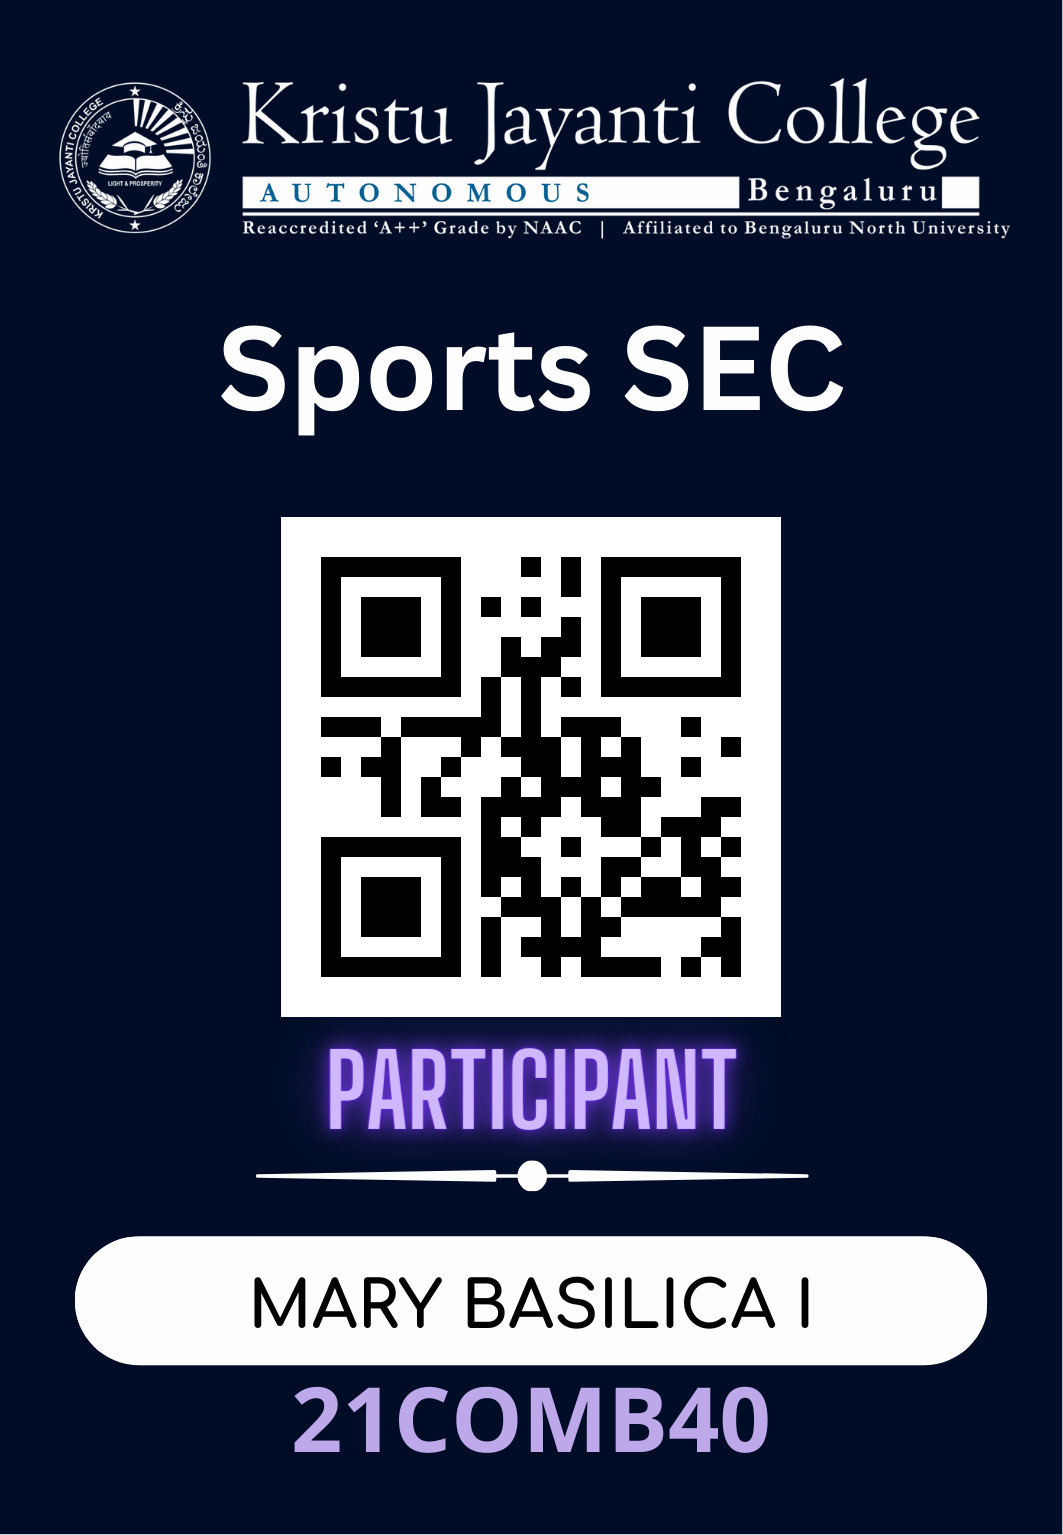 KRISTU JAYANTI COLLEGE
ಕ್ರಿಸ್ತು ಜಯಂತಿ ಕಾಲೇಜು
LIGHT & PROSPERITY
Kristu Jayanti College
AUTONOMOUS Bengaluru
Reaccredited ‘A++’ Grade by NAAC | Affiliated to Bengaluru North University
Sports SEC
PARTICIPANT
MARY BASILICA I
21COMB40